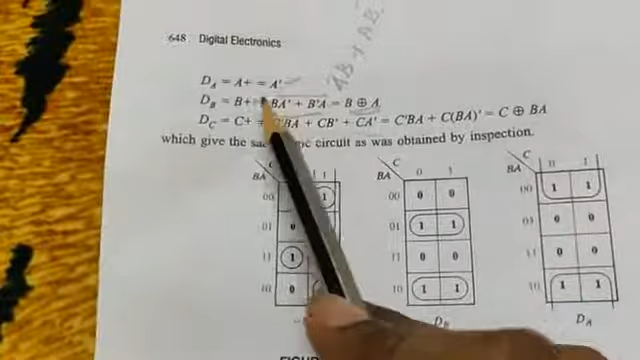 648 Digital Electronics
ĀB + AB̄
D_A = A+ = A'
D_B = B+ = BA' + B'A = B ⊕ A
D_C = C+ = C'BA + CB' + CA' = C'BA + C(BA)' = C ⊕ BA
which give the circuit as was obtained by inspection.
C C C
BA 1 BA 0 1 BA 0 1
00 1 00 0 0 00 1 1
01 0 01 1 1 01 0 0
11 1 11 0 0 11 0 0
10 0 10 1 1 10 1 1
D_B D_A